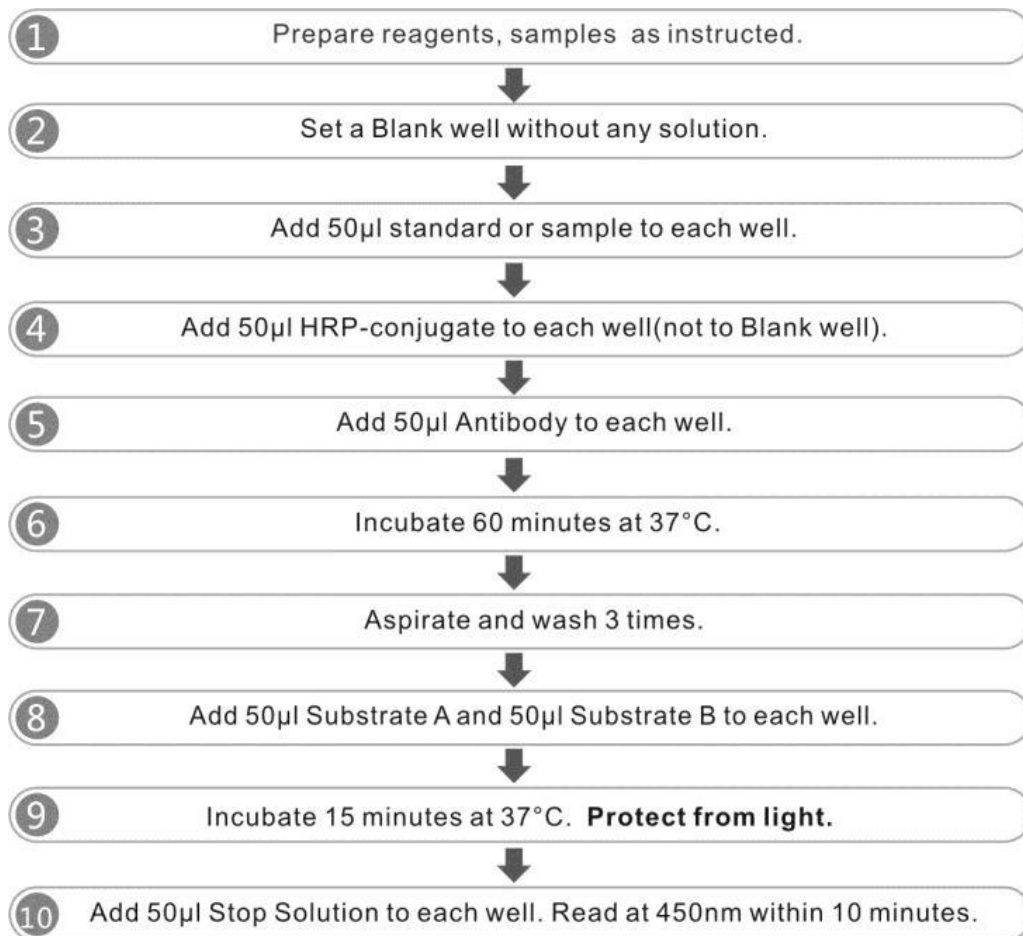 1 Prepare reagents, samples as instructed.
2 Set a Blank well without any solution.
3 Add 50μl standard or sample to each well.
4 Add 50μl HRP-conjugate to each well(not to Blank well).
5 Add 50μl Antibody to each well.
6 Incubate 60 minutes at 37°C.
7 Aspirate and wash 3 times.
8 Add 50μl Substrate A and 50μl Substrate B to each well.
9 Incubate 15 minutes at 37°C. Protect from light.
10 Add 50μl Stop Solution to each well. Read at 450nm within 10 minutes.